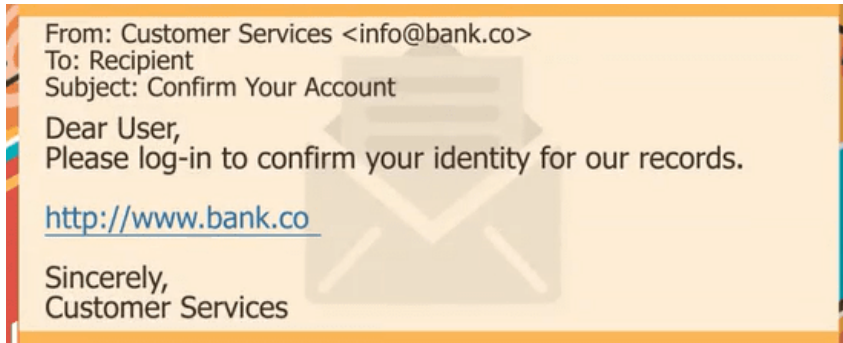 From: Customer Services <info@bank.co>
To: Recipient
Subject: Confirm Your Account
Dear User,
Please log-in to confirm your identity for our records.
http://www.bank.co
Sincerely,
Customer Services